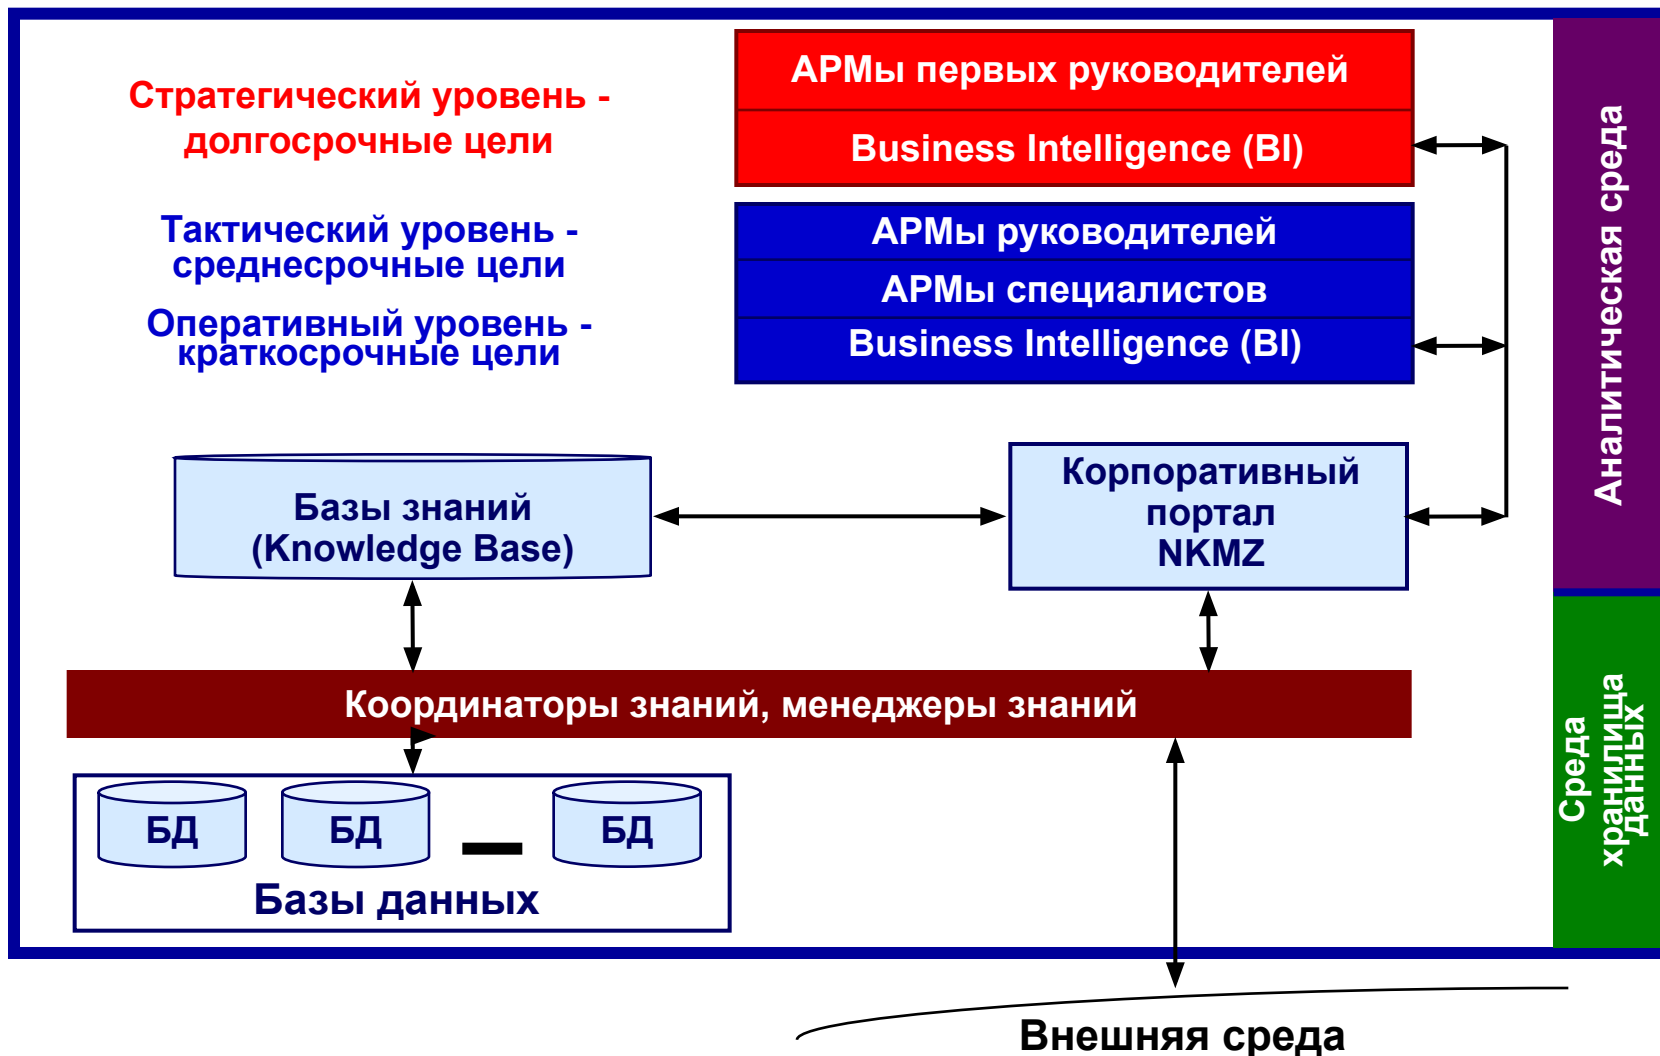 Стратегический уровень -
долгосрочные цели
АРМы первых руководителей
Business Intelligence (BI)
Тактический уровень -
среднесрочные цели
Оперативный уровень -
краткосрочные цели
АРМы руководителей
АРМы специалистов
Business Intelligence (BI)
Аналитическая среда
Базы знаний
(Knowledge Base)
Корпоративный
портал
NKMZ
Координаторы знаний, менеджеры знаний
Среда
хранилища
данных
БД
БД
БД
Базы данных
Внешняя среда